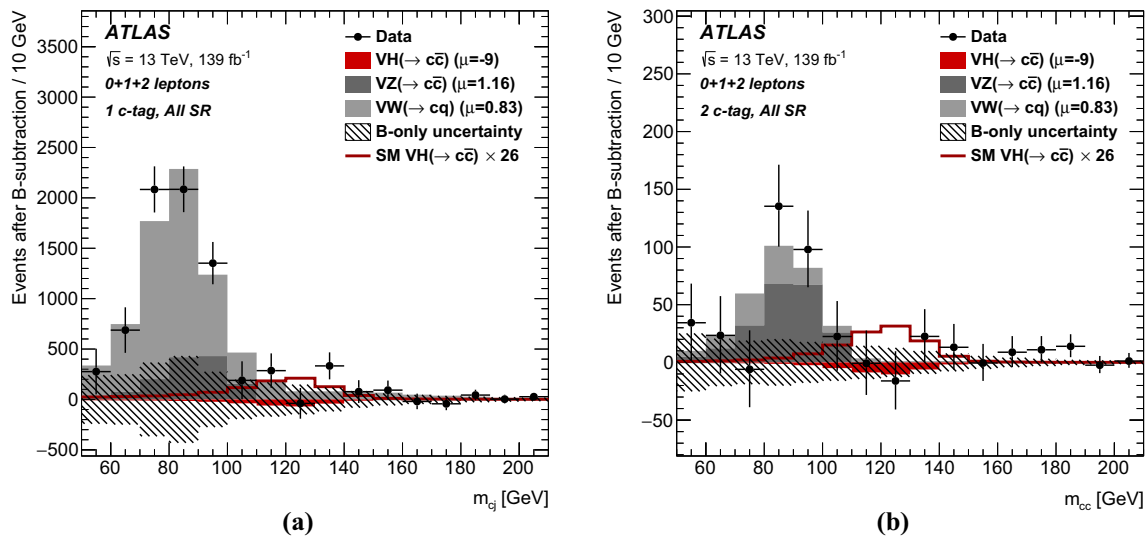 Events after B-subtraction / 10 GeV
3500
3000
2500
2000
1500
1000
500
0
−500
ATLAS
√s = 13 TeV, 139 fb⁻¹
0+1+2 leptons
1 c-tag, All SR
Data
VH(→ cc̅) (μ=-9)
VZ(→ cc̅) (μ=1.16)
VW(→ cq) (μ=0.83)
B-only uncertainty
SM VH(→ cc̅) × 26
60 80 100 120 140 160 180 200
m_cj [GeV]
(a)
Events after B-subtraction / 10 GeV
300
250
200
150
100
50
0
−50
ATLAS
√s = 13 TeV, 139 fb⁻¹
0+1+2 leptons
2 c-tag, All SR
Data
VH(→ cc̅) (μ=-9)
VZ(→ cc̅) (μ=1.16)
VW(→ cq) (μ=0.83)
B-only uncertainty
SM VH(→ cc̅) × 26
60 80 100 120 140 160 180 200
m_cc [GeV]
(b)